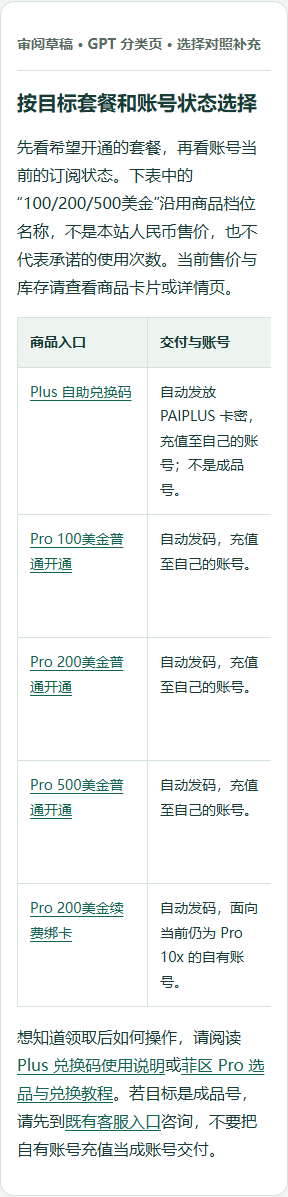 审阅草稿 • GPT 分类页 • 选择对照补充
按目标套餐和账号状态选择
先看希望开通的套餐，再看账号当
前的订阅状态。下表中的
“100/200/500美金”沿用商品档位
名称，不是本站人民币售价，也不
代表承诺的使用次数。当前售价与
库存请查看商品卡片或详情页。
商品入口
交付与账号
Plus 自助兑换码
自动发放
PAIPLUS 卡密，
充值至自己的账
号；不是成品
号。
Pro 100美金普
通开通
自动发码，充值
至自己的账号。
Pro 200美金普
通开通
自动发码，充值
至自己的账号。
Pro 500美金普
通开通
自动发码，充值
至自己的账号。
Pro 200美金续
费绑卡
自动发码，面向
当前仍为 Pro
10x 的自有账
号。
想知道领取后如何操作，请阅读
Plus 兑换码使用说明或菲区 Pro 选
品与兑换教程。若目标是成品号，
请先到既有客服入口咨询，不要把
自有账号充值当成账号交付。